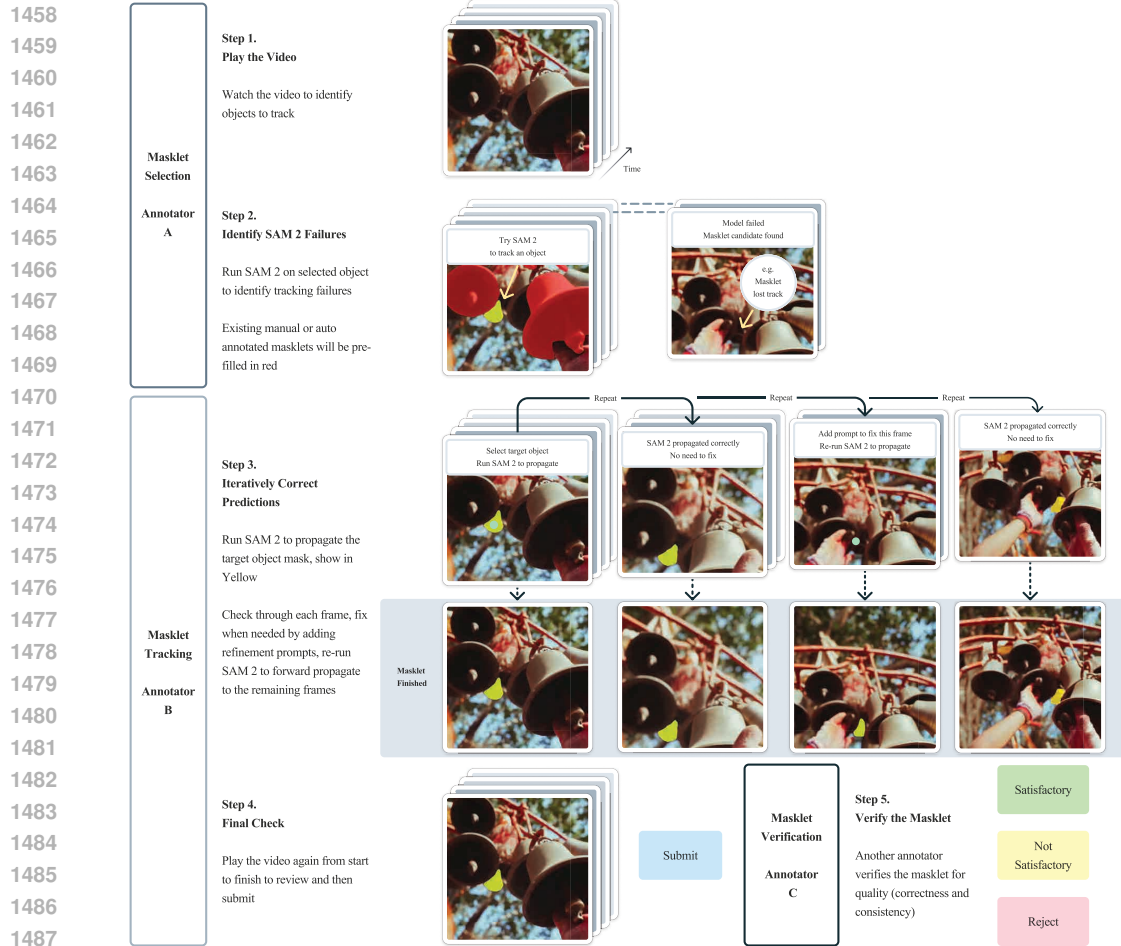 1458
1459
1460
1461
1462
1463
1464
1465
1466
1467
1468
1469
1470
1471
1472
1473
1474
1475
1476
1477
1478
1479
1480
1481
1482
1483
1484
1485
1486
1487
Masklet
Selection
Annotator
A
Step 1.
Play the Video
Watch the video to identify
objects to track
Time
Step 2.
Identify SAM 2 Failures
Run SAM 2 on selected object
to identify tracking failures
Existing manual or auto
annotated masklets will be pre-
filled in red
Try SAM 2
to track an object
Model failed
Masklet candidate found
e.g.
Masklet
lost track
Masklet
Tracking
Annotator
B
Step 3.
Iteratively Correct
Predictions
Run SAM 2 to propagate the
target object mask, show in
Yellow
Check through each frame, fix
when needed by adding
refinement prompts, re-run
SAM 2 to forward propagate
to the remaining frames
Repeat
Repeat
Repeat
Select target object
Run SAM 2 to propagate
SAM 2 propagated correctly
No need to fix
Add prompt to fix this frame
Re-run SAM 2 to propagate
SAM 2 propagated correctly
No need to fix
Masklet
Finished
Step 4.
Final Check
Play the video again from start
to finish to review and then
submit
Submit
Masklet
Verification
Annotator
C
Step 5.
Verify the Masklet
Another annotator
verifies the masklet for
quality (correctness and
consistency)
Satisfactory
Not
Satisfactory
Reject